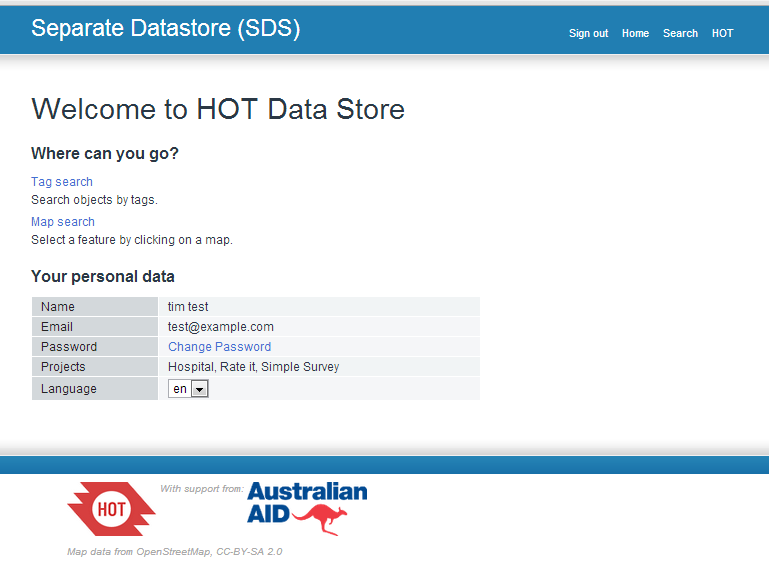 Separate Datastore (SDS)
Sign out Home Search HOT
Welcome to HOT Data Store
Where can you go?
Tag search
Search objects by tags.
Map search
Select a feature by clicking on a map.
Your personal data
Name tim test
Email test@example.com
Password Change Password
Projects Hospital, Rate it, Simple Survey
Language en
HOT
With support from:
Australian
AID
Map data from OpenStreetMap, CC-BY-SA 2.0